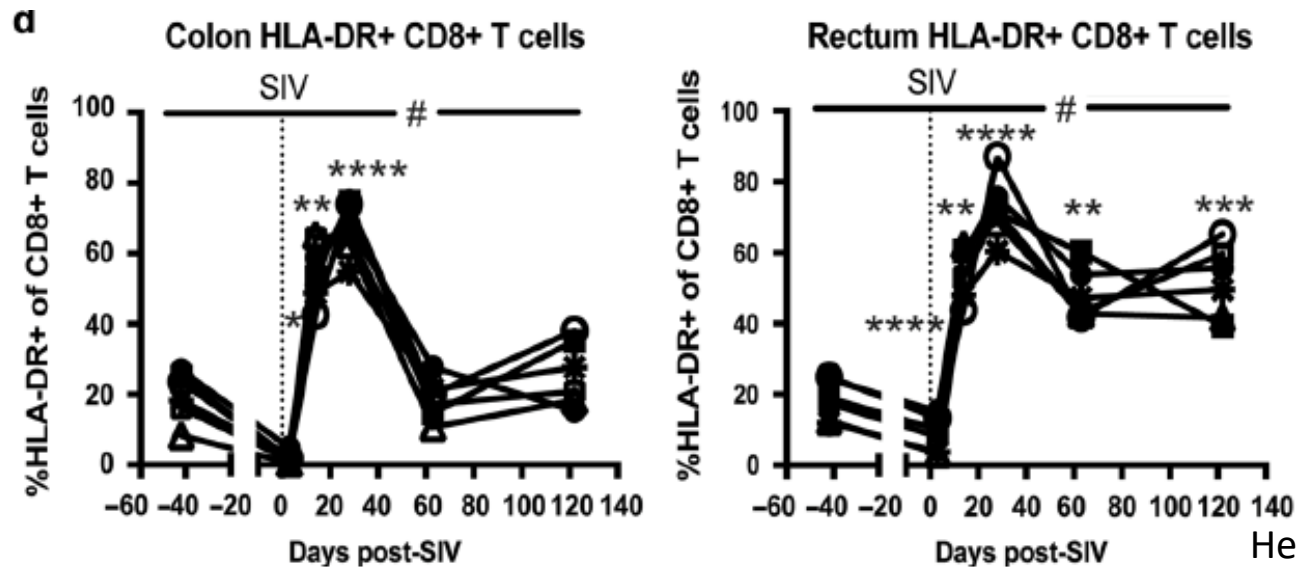 d
Colon HLA-DR+ CD8+ T cells
Rectum HLA-DR+ CD8+ T cells
SIV
SIV
#
#
%HLA-DR+ of CD8+ T cells
100
80
60
40
20
0
**
****
*
–60 –40 –20 0 20 40 60 80 100 120 140
Days post-SIV
%HLA-DR+ of CD8+ T cells
100
80
60
40
20
0
****
**
****
**
***
–60 –40 –20 0 20 40 60 80 100 120 140
Days post-SIV
He